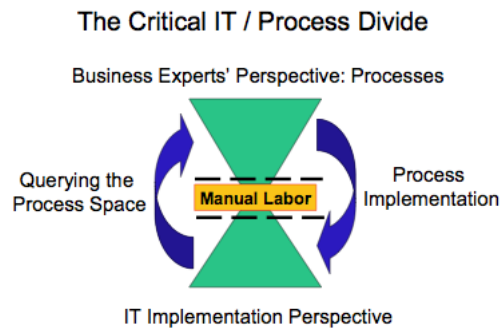 The Critical IT / Process Divide
Business Experts' Perspective: Processes
Querying the
Process Space
Manual Labor
Process
Implementation
IT Implementation Perspective